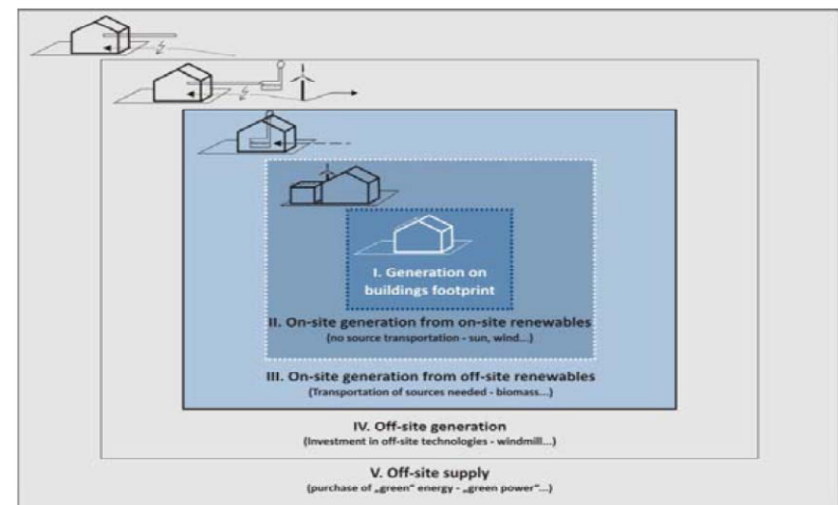 I. Generation on
buildings footprint
II. On-site generation from on-site renewables
(no source transportation - sun, wind...)
III. On-site generation from off-site renewables
(Transportation of sources needed - biomass...)
IV. Off-site generation
(Investment in off-site technologies - windmill...)
V. Off-site supply
(purchase of „green“ energy - „green power“...)